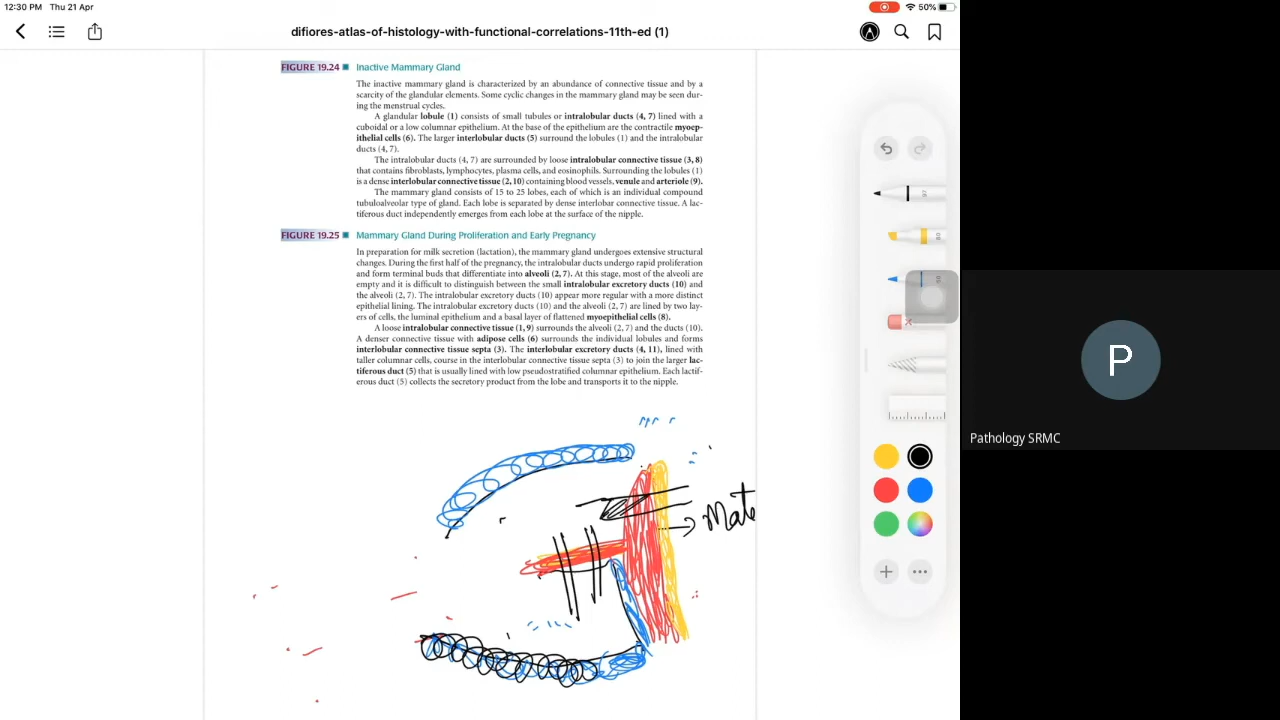 12:30 PM Thu 21 Apr
50%
difiores-atlas-of-histology-with-functional-correlations-11th-ed (1)
FIGURE 19.24 Inactive Mammary Gland
The inactive mammary gland is characterized by an abundance of connective tissue and by a
scarcity of the glandular elements. Some cyclic changes in the mammary gland may be seen dur-
ing the menstrual cycles.
A glandular lobule (1) consists of small tubules or intralobular ducts (4, 7) lined with a
cuboidal or a low columnar epithelium. At the base of the epithelium are the contractile myoep-
ithelial cells (6). The larger interlobular ducts (5) surround the lobules (1) and the intralobular
ducts (4, 7).
The intralobular ducts (4, 7) are surrounded by loose intralobular connective tissue (3, 8)
that contains fibroblasts, lymphocytes, plasma cells, and eosinophils. Surrounding the lobules (1)
is a dense interlobular connective tissue (2, 10) containing blood vessels, venule and arteriole (9).
The mammary gland consists of 15 to 25 lobes, each of which is an individual compound
tubuloalveolar type of gland. Each lobe is separated by dense interlobar connective tissue. A lac-
tiferous duct independently emerges from each lobe at the surface of the nipple.
FIGURE 19.25 Mammary Gland During Proliferation and Early Pregnancy
In preparation for milk secretion (lactation), the mammary gland undergoes extensive structural
changes. During the first half of the pregnancy, the intralobular ducts undergo rapid proliferation
and form terminal buds that differentiate into alveoli (2, 7). At this stage, most of the alveoli are
empty and it is difficult to distinguish between the small intralobular excretory ducts (10) and
the alveoli (2, 7). The intralobular excretory ducts (10) appear more regular with a more distinct
epithelial lining. The intralobular excretory ducts (10) and the alveoli (2, 7) are lined by two lay-
ers of cells, the luminal epithelium and a basal layer of flattened myoepithelial cells (8).
A loose intralobular connective tissue (1, 9) surrounds the alveoli (2, 7) and the ducts (10).
A denser connective tissue with adipose cells (6) surrounds the individual lobules and forms
interlobular connective tissue septa (3). The interlobular excretory ducts (4, 11), lined with
taller columnar cells, course in the interlobular connective tissue septa (3) to join the larger lac-
tiferous duct (5) that is usually lined with low pseudostratified columnar epithelium. Each lactif-
erous duct (5) collects the secretory product from the lobe and transports it to the nipple.
Mate
P
Pathology SRMC